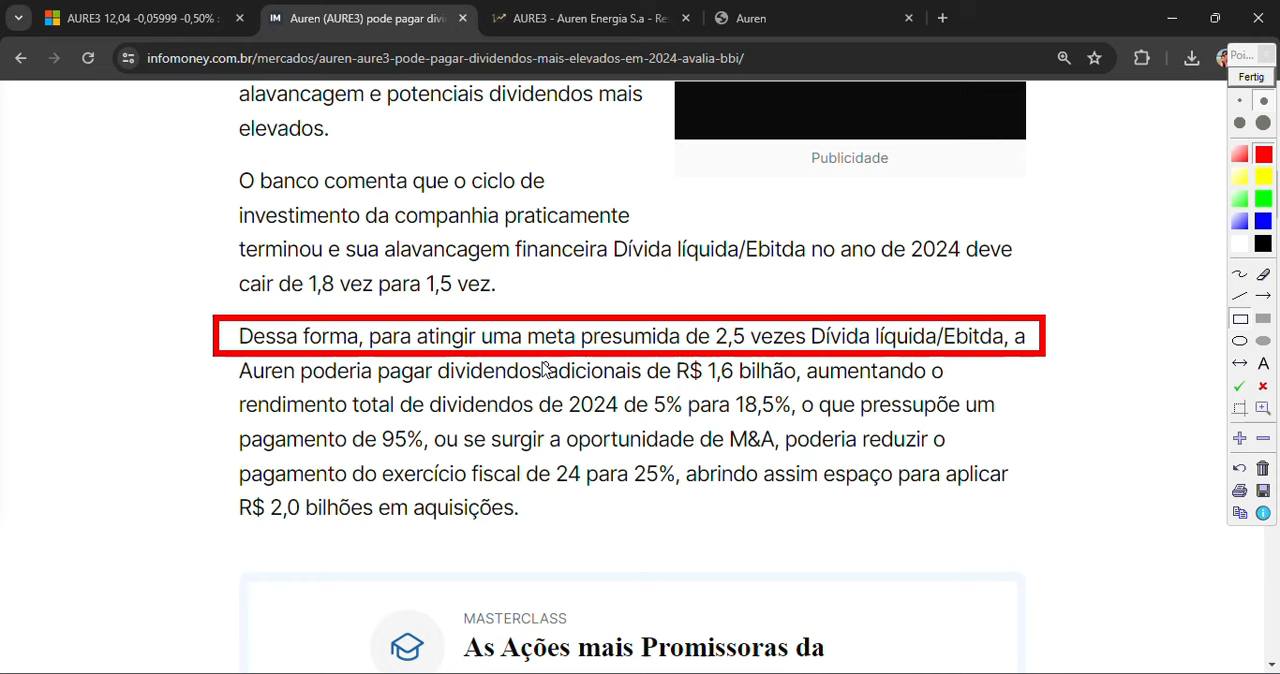 AURE3 12,04 -0,05999 -0,50% :
Auren (AURE3) pode pagar divi
AURE3 - Auren Energia S.a - Re
Auren
infomoney.com.br/mercados/auren-aure3-pode-pagar-dividendos-mais-elevados-em-2024-avalia-bbi/
Poi...
Fertig
alavancagem e potenciais dividendos mais
elevados.
Publicidade
O banco comenta que o ciclo de
investimento da companhia praticamente
terminou e sua alavancagem financeira Dívida líquida/Ebitda no ano de 2024 deve
cair de 1,8 vez para 1,5 vez.
Dessa forma, para atingir uma meta presumida de 2,5 vezes Dívida líquida/Ebitda, a
Auren poderia pagar dividendos adicionais de R$ 1,6 bilhão, aumentando o
rendimento total de dividendos de 2024 de 5% para 18,5%, o que pressupõe um
pagamento de 95%, ou se surgir a oportunidade de M&A, poderia reduzir o
pagamento do exercício fiscal de 24 para 25%, abrindo assim espaço para aplicar
R$ 2,0 bilhões em aquisições.
MASTERCLASS
As Ações mais Promissoras da